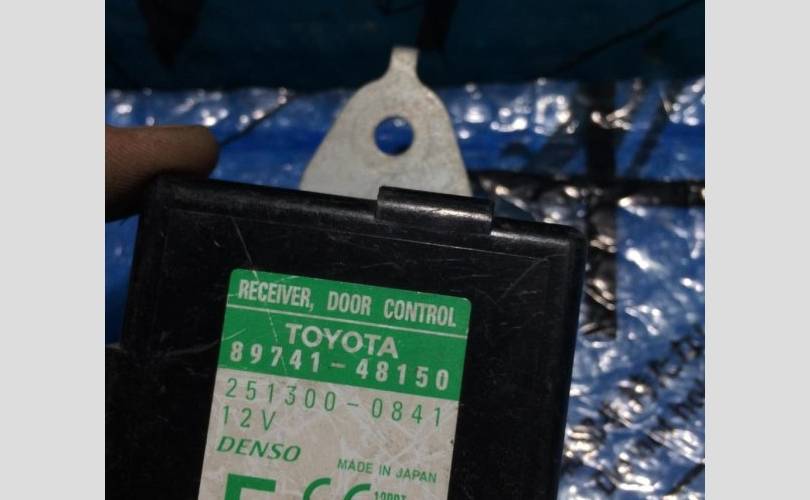 RECEIVER, DOOR CONTROL
TOYOTA
89741-48150
251300-0841
12V
DENSO
MADE IN JAPAN